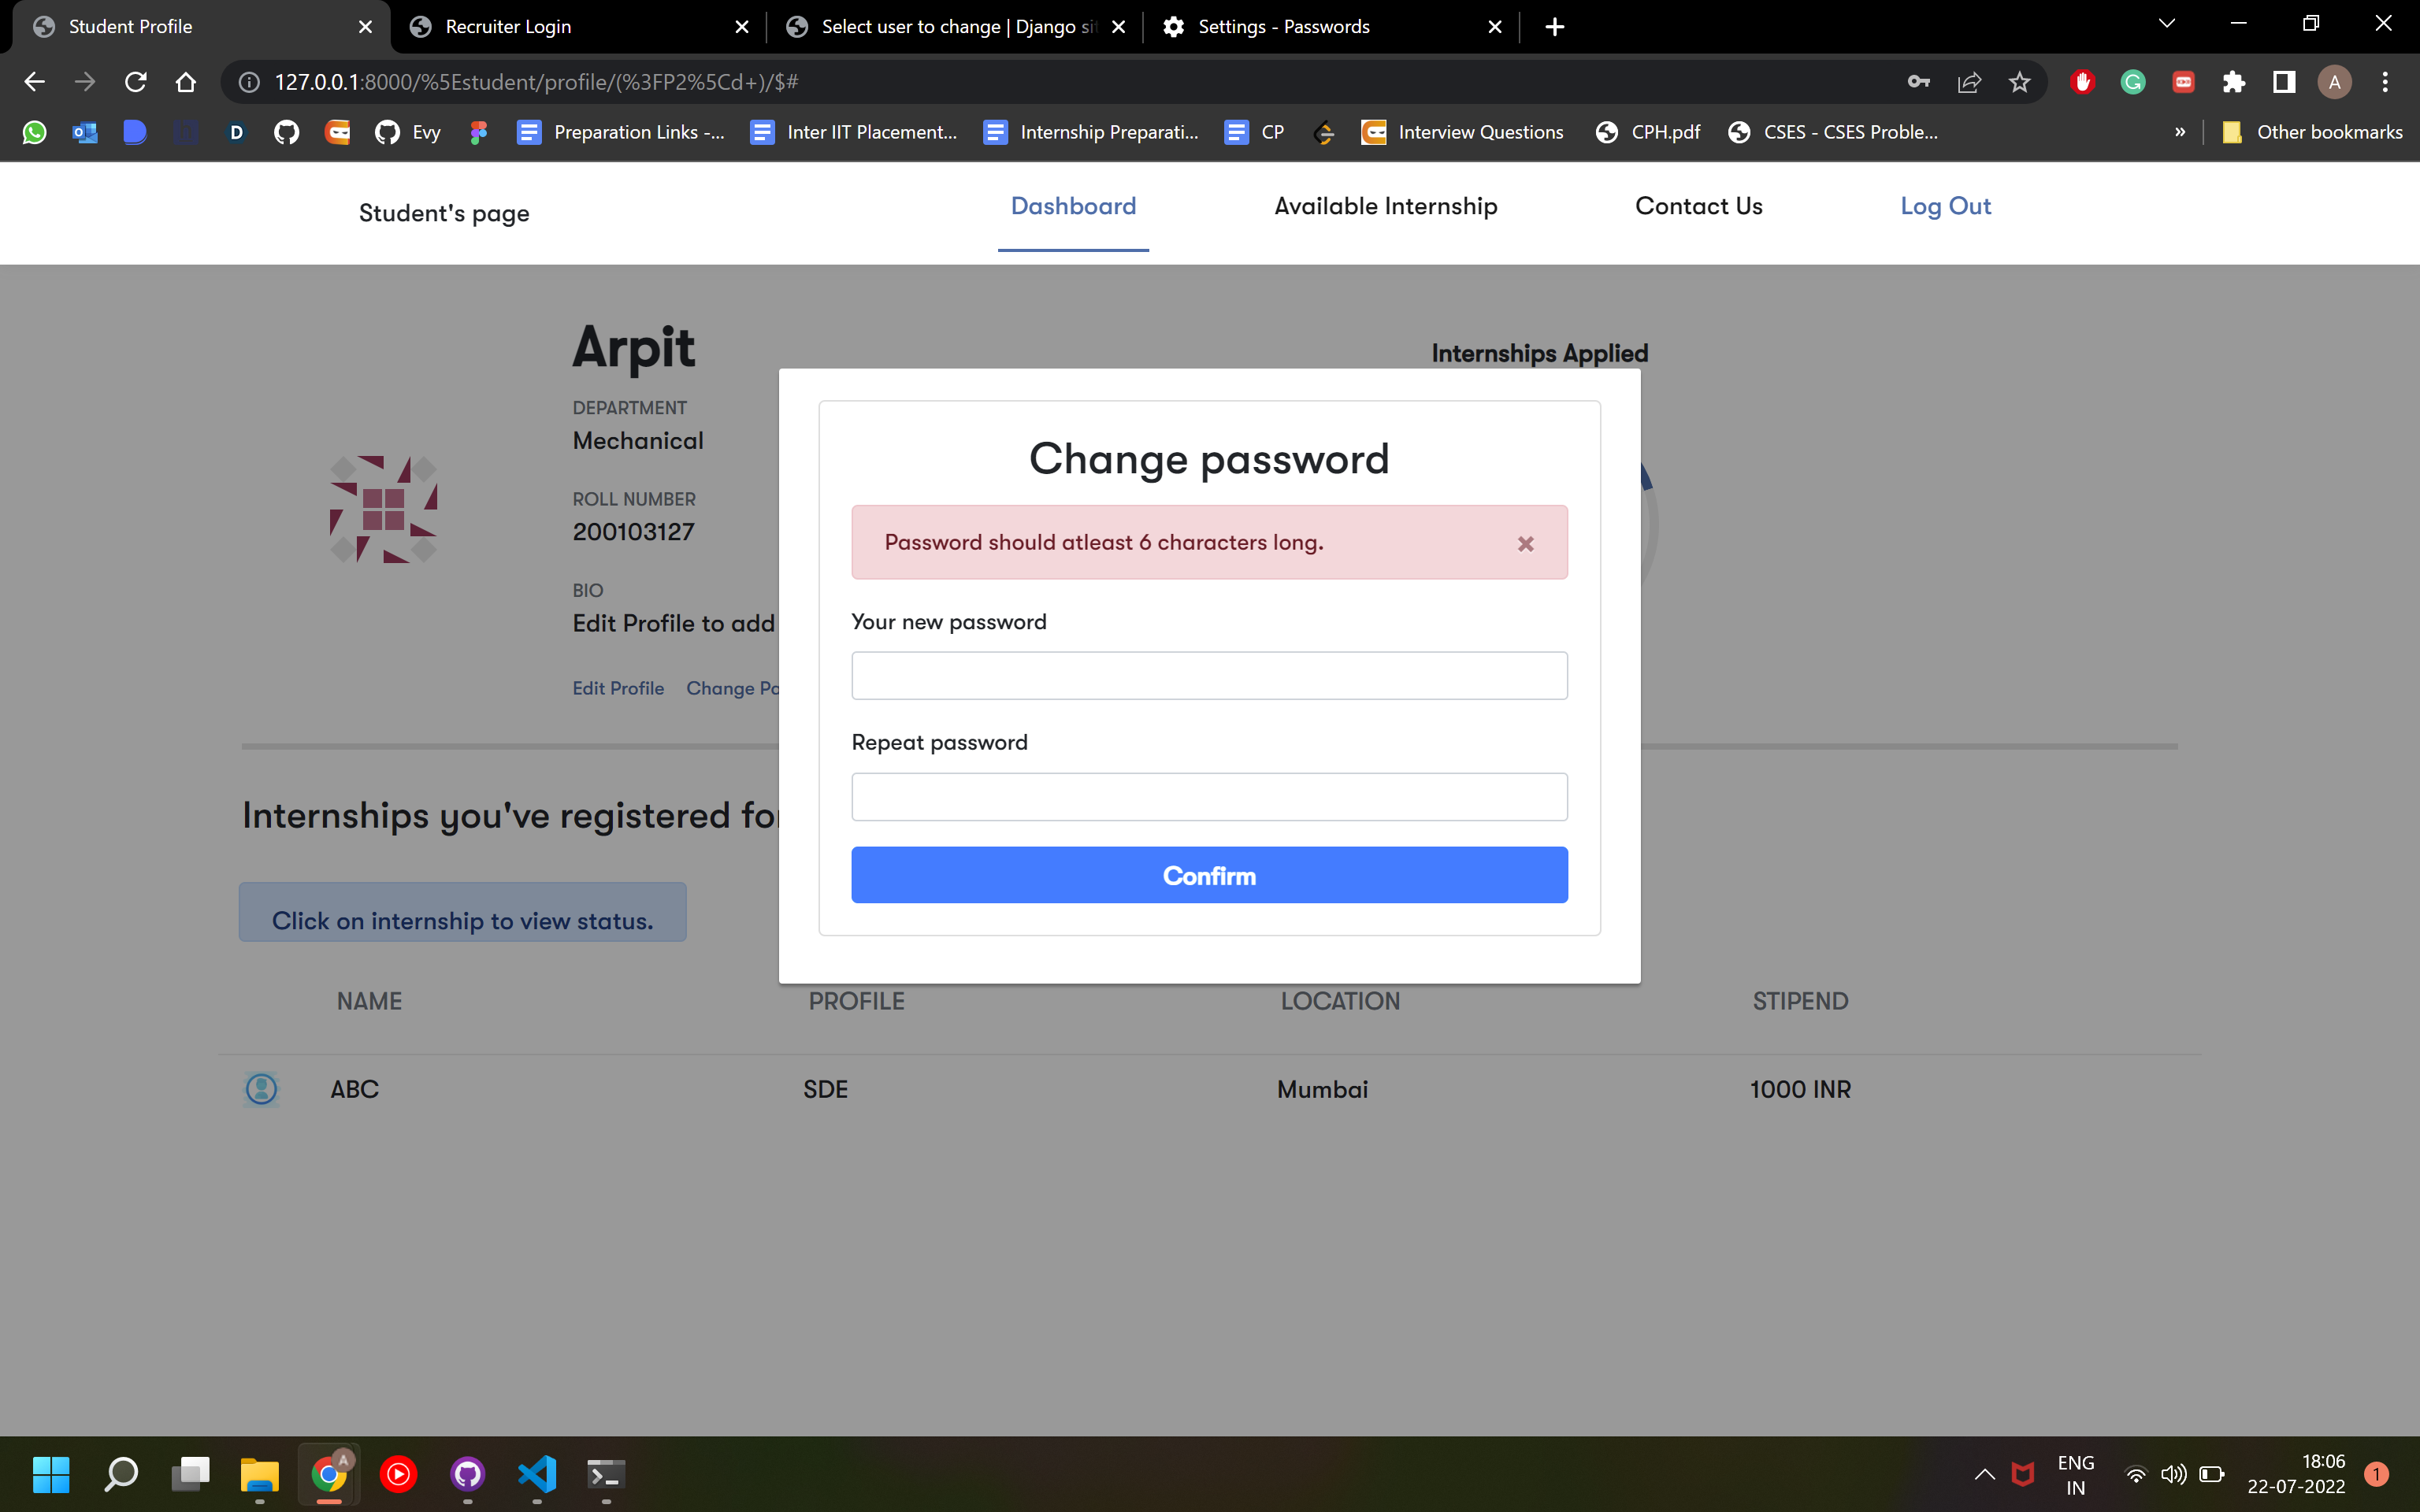 Student Profile
Recruiter Login
Select user to change | Django si
Settings - Passwords
127.0.0.1:8000/%5Estudent/profile/(%3FP2%5Cd+)/$#
A
Evy
Preparation Links -...
Inter IIT Placement...
Internship Preparati...
CP
Interview Questions
CPH.pdf
CSES - CSES Proble...
»
Other bookmarks
Student's page
Dashboard
Available Internship
Contact Us
Log Out
Arpit
Internships Applied
DEPARTMENT
Mechanical
ROLL NUMBER
200103127
BIO
Edit Profile to add
Edit Profile
Change Pa
Change password
Password should atleast 6 characters long.
Your new password
Repeat password
Confirm
Internships you've registered for
Click on internship to view status.
NAME PROFILE LOCATION STIPEND
ABC SDE Mumbai 1000 INR
A
ENG
IN
18:06
22-07-2022
1